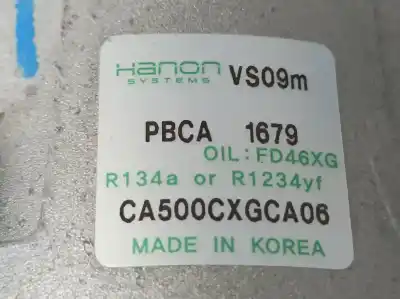 Hanon VS09m
SYSTEMS
PBCA 1679
OIL:FD46XG
R134a or R1234yf
CA500CXGCA06
MADE IN KOREA